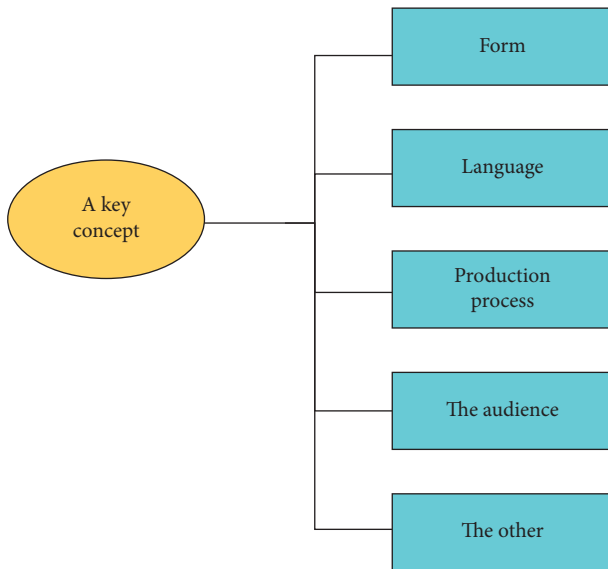 A key
concept
Form
Language
Production
process
The audience
The other